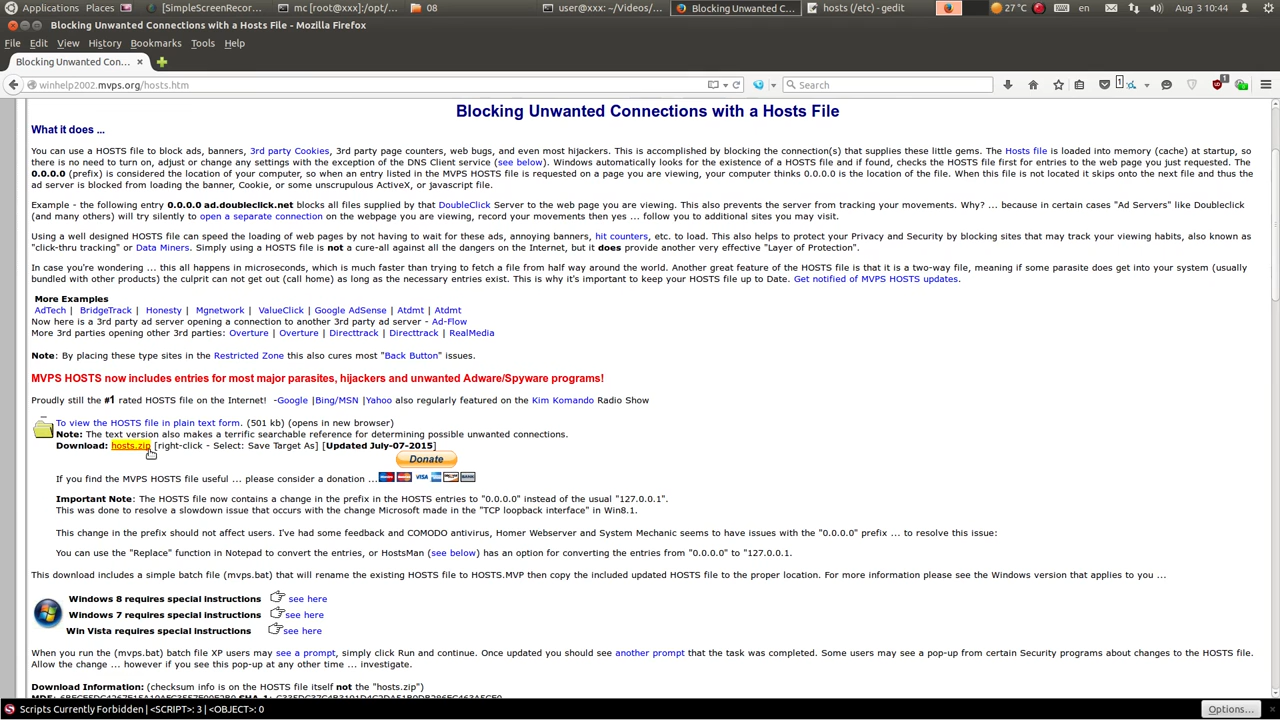 Applications Places [SimpleScreenRecor... mc [root@xxx]:/opt/... 08 user@xxx: ~/Videos/... Blocking Unwanted C... hosts (/etc) - gedit 27 °C en Aug 3 10:44
Blocking Unwanted Connections with a Hosts File - Mozilla Firefox
File Edit View History Bookmarks Tools Help
Blocking Unwanted Con...
winhelp2002.mvps.org/hosts.htm Search 1 1
Blocking Unwanted Connections with a Hosts File
What it does ...
You can use a HOSTS file to block ads, banners, 3rd party Cookies, 3rd party page counters, web bugs, and even most hijackers. This is accomplished by blocking the connection(s) that supplies these little gems. The Hosts file is loaded into memory (cache) at startup, so
there is no need to turn on, adjust or change any settings with the exception of the DNS Client service (see below). Windows automatically looks for the existence of a HOSTS file and if found, checks the HOSTS file first for entries to the web page you just requested. The
0.0.0.0 (prefix) is considered the location of your computer, so when an entry listed in the MVPS HOSTS file is requested on a page you are viewing, your computer thinks 0.0.0.0 is the location of the file. When this file is not located it skips onto the next file and thus the
ad server is blocked from loading the banner, Cookie, or some unscrupulous ActiveX, or javascript file.
Example - the following entry 0.0.0.0 ad.doubleclick.net blocks all files supplied by that DoubleClick Server to the web page you are viewing. This also prevents the server from tracking your movements. Why? ... because in certain cases "Ad Servers" like Doubleclick
(and many others) will try silently to open a separate connection on the webpage you are viewing, record your movements then yes ... follow you to additional sites you may visit.
Using a well designed HOSTS file can speed the loading of web pages by not having to wait for these ads, annoying banners, hit counters, etc. to load. This also helps to protect your Privacy and Security by blocking sites that may track your viewing habits, also known as
"click-thru tracking" or Data Miners. Simply using a HOSTS file is not a cure-all against all the dangers on the Internet, but it does provide another very effective "Layer of Protection".
In case you're wondering ... this all happens in microseconds, which is much faster than trying to fetch a file from half way around the world. Another great feature of the HOSTS file is that it is a two-way file, meaning if some parasite does get into your system (usually
bundled with other products) the culprit can not get out (call home) as long as the necessary entries exist. This is why it's important to keep your HOSTS file up to Date. Get notified of MVPS HOSTS updates.
More Examples
AdTech | BridgeTrack | Honesty | Mgnetwork | ValueClick | Google AdSense | Atdmt | Atdmt
Now here is a 3rd party ad server opening a connection to another 3rd party ad server - Ad-Flow
More 3rd parties opening other 3rd parties: Overture | Overture | Directtrack | Directtrack | RealMedia
Note: By placing these type sites in the Restricted Zone this also cures most "Back Button" issues.
MVPS HOSTS now includes entries for most major parasites, hijackers and unwanted Adware/Spyware programs!
Proudly still the #1 rated HOSTS file on the Internet! -Google |Bing/MSN |Yahoo also regularly featured on the Kim Komando Radio Show
To view the HOSTS file in plain text form. (501 kb) (opens in new browser)
Note: The text version also makes a terrific searchable reference for determining possible unwanted connections.
Download: hosts.zip [right-click - Select: Save Target As] [Updated July-07-2015]
Donate
If you find the MVPS HOSTS file useful ... please consider a donation ... VISA
Important Note: The HOSTS file now contains a change in the prefix in the HOSTS entries to "0.0.0.0" instead of the usual "127.0.0.1".
This was done to resolve a slowdown issue that occurs with the change Microsoft made in the "TCP loopback interface" in Win8.1.
This change in the prefix should not affect users. I've had some feedback and COMODO antivirus, Homer Webserver and System Mechanic seems to have issues with the "0.0.0.0" prefix ... to resolve this issue:
You can use the "Replace" function in Notepad to convert the entries, or HostsMan (see below) has an option for converting the entries from "0.0.0.0" to "127.0.0.1.
This download includes a simple batch file (mvps.bat) that will rename the existing HOSTS file to HOSTS.MVP then copy the included updated HOSTS file to the proper location. For more information please see the Windows version that applies to you ...
Windows 8 requires special instructions see here
Windows 7 requires special instructions see here
Win Vista requires special instructions see here
When you run the (mvps.bat) batch file XP users may see a prompt, simply click Run and continue. Once updated you should see another prompt that the task was completed. Some users may see a pop-up from certain Security programs about changes to the HOSTS file.
Allow the change ... however if you see this pop-up at any other time ... investigate.
Download Information: (checksum info is on the HOSTS file itself not the "hosts.zip")
Scripts Currently Forbidden | <SCRIPT>: 3 | <OBJECT>: 0 Options...